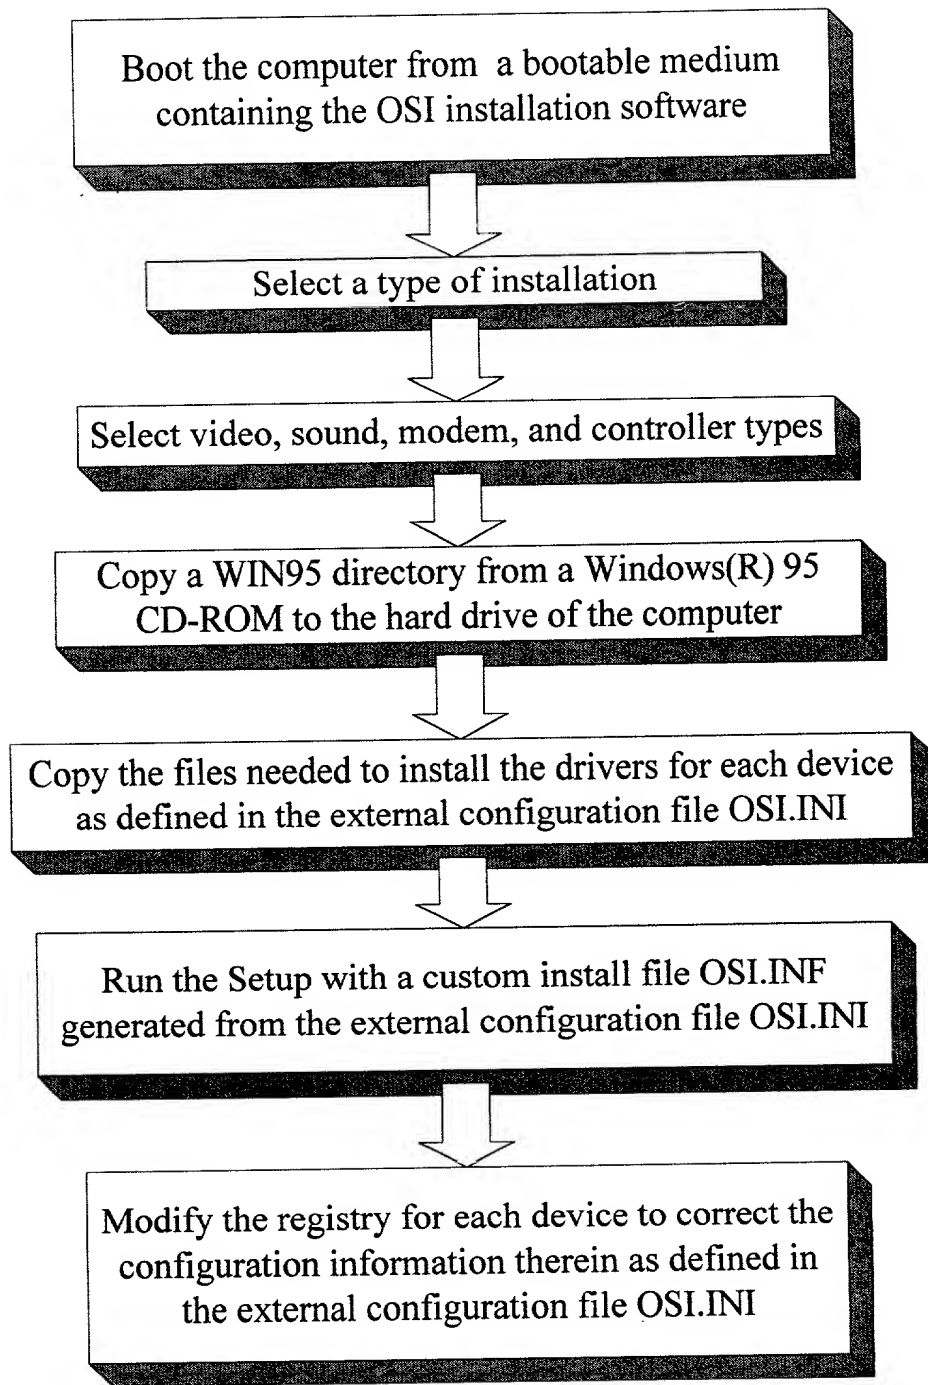 Boot the computer from a bootable medium
containing the OSI installation software
Select a type of installation
Select video, sound, modem, and controller types
Copy a WIN95 directory from a Windows(R) 95
CD-ROM to the hard drive of the computer
Copy the files needed to install the drivers for each device
as defined in the external configuration file OSI.INI
Run the Setup with a custom install file OSI.INF
generated from the external configuration file OSI.INI
Modify the registry for each device to correct the
configuration information therein as defined in
the external configuration file OSI.INI